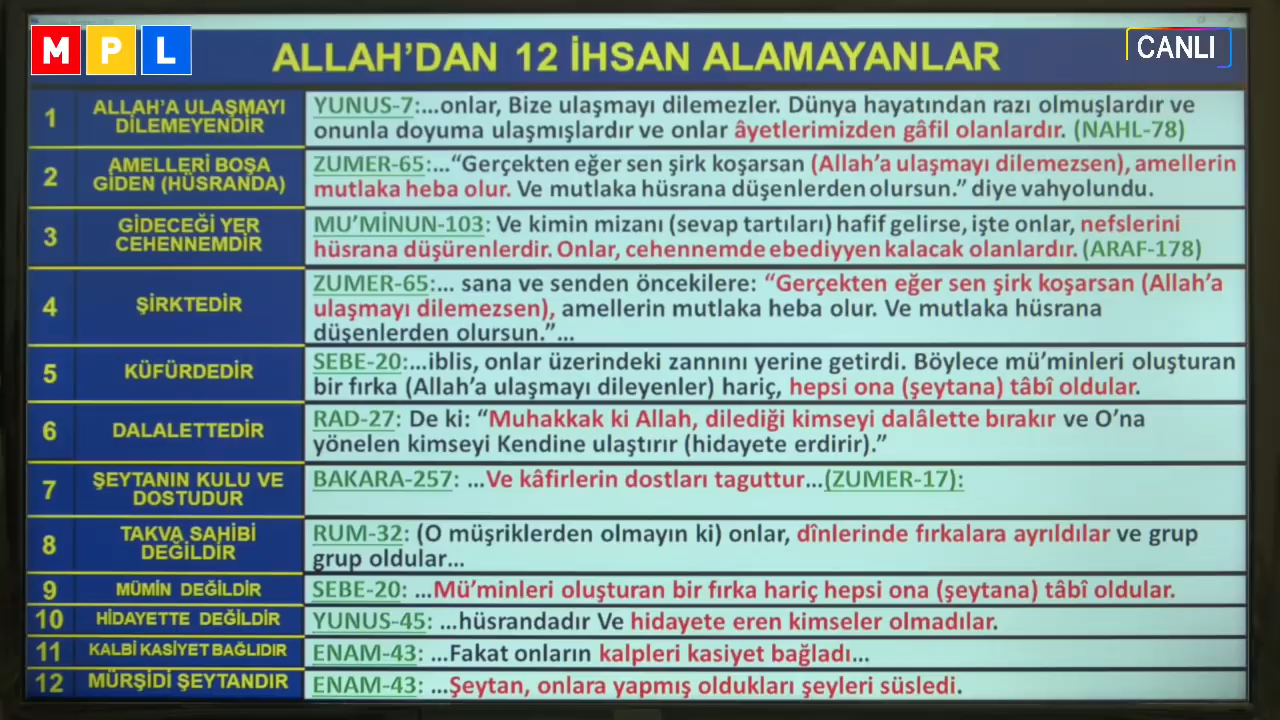 MPL
CANLI
ALLAH'DAN 12 İHSAN ALAMAYANLAR
1
ALLAH'A ULAŞMAYI
DİLEMEYENDİR
YUNUS-7:...onlar, Bize ulaşmayı dilemezler. Dünya hayatından razı olmuşlardır ve
onunla doyuma ulaşmışlardır ve onlar âyetlerimizden gâfil olanlardır. (NAHL-78)
2
AMELLERİ BOŞA
GİDEN (HÜSRANDA)
ZUMER-65:...“Gerçekten eğer sen şirk koşarsan (Allah’a ulaşmayı dilemezsen), amellerin
mutlaka heba olur. Ve mutlaka hüsrana düşenlerden olursun.” diye vahyolundu.
3
GİDECEĞİ YER
CEHENNEMDİR
MU’MİNUN-103: Ve kimin mizanı (sevap tartıları) hafif gelirse, işte onlar, nefslerini
hüsrana düşürenlerdir. Onlar, cehennemde ebediyyen kalacak olanlardır. (ARAF-178)
4
ŞİRKTEDİR
ZUMER-65:... sana ve senden öncekilere: “Gerçekten eğer sen şirk koşarsan (Allah’a
ulaşmayı dilemezsen), amellerin mutlaka heba olur. Ve mutlaka hüsrana
düşenlerden olursun.”...
5
KÜFÜRDEDİR
SEBE-20:...iblis, onlar üzerindeki zannını yerine getirdi. Böylece mü’minleri oluşturan
bir fırka (Allah’a ulaşmayı dileyenler) hariç, hepsi ona (şeytana) tâbî oldular.
6
DALALETTEDİR
RAD-27: De ki: “Muhakkak ki Allah, dilediği kimseyi dalâlette bırakır ve O’na
yönelen kimseyi Kendine ulaştırır (hidayete erdirir).”
7
ŞEYTANIN KULU VE
DOSTUDUR
BAKARA-257: ...Ve kâfirlerin dostları taguttur...(ZUMER-17):
8
TAKVA SAHİBİ
DEĞİLDİR
RUM-32: (O müşriklerden olmayın ki) onlar, dînlerinde fırkalara ayrıldılar ve grup
grup oldular...
9
MÜMİN DEĞİLDİR
SEBE-20: ...Mü’minleri oluşturan bir fırka hariç hepsi ona (şeytana) tâbî oldular.
10
HİDAYETTE DEĞİLDİR
YUNUS-45: ...hüsrandadır Ve hidayete eren kimseler olmadılar.
11
KALBİ KASİYET BAĞLIDIR
ENAM-43: ...Fakat onların kalpleri kasiyet bağladı...
12
MÜRŞİDİ ŞEYTANDIR
ENAM-43: ...Şeytan, onlara yapmış oldukları şeyleri süsledi.